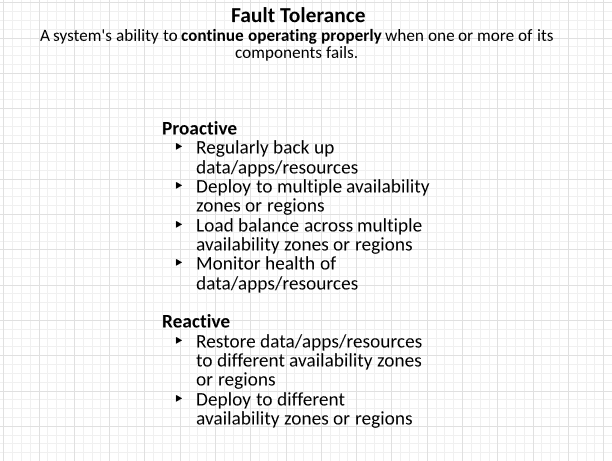 Fault Tolerance
A system's ability to continue operating properly when one or more of its
components fails.
Proactive
‣ Regularly back up
data/apps/resources
‣ Deploy to multiple availability
zones or regions
‣ Load balance across multiple
availability zones or regions
‣ Monitor health of
data/apps/resources
Reactive
‣ Restore data/apps/resources
to different availability zones
or regions
‣ Deploy to different
availability zones or regions